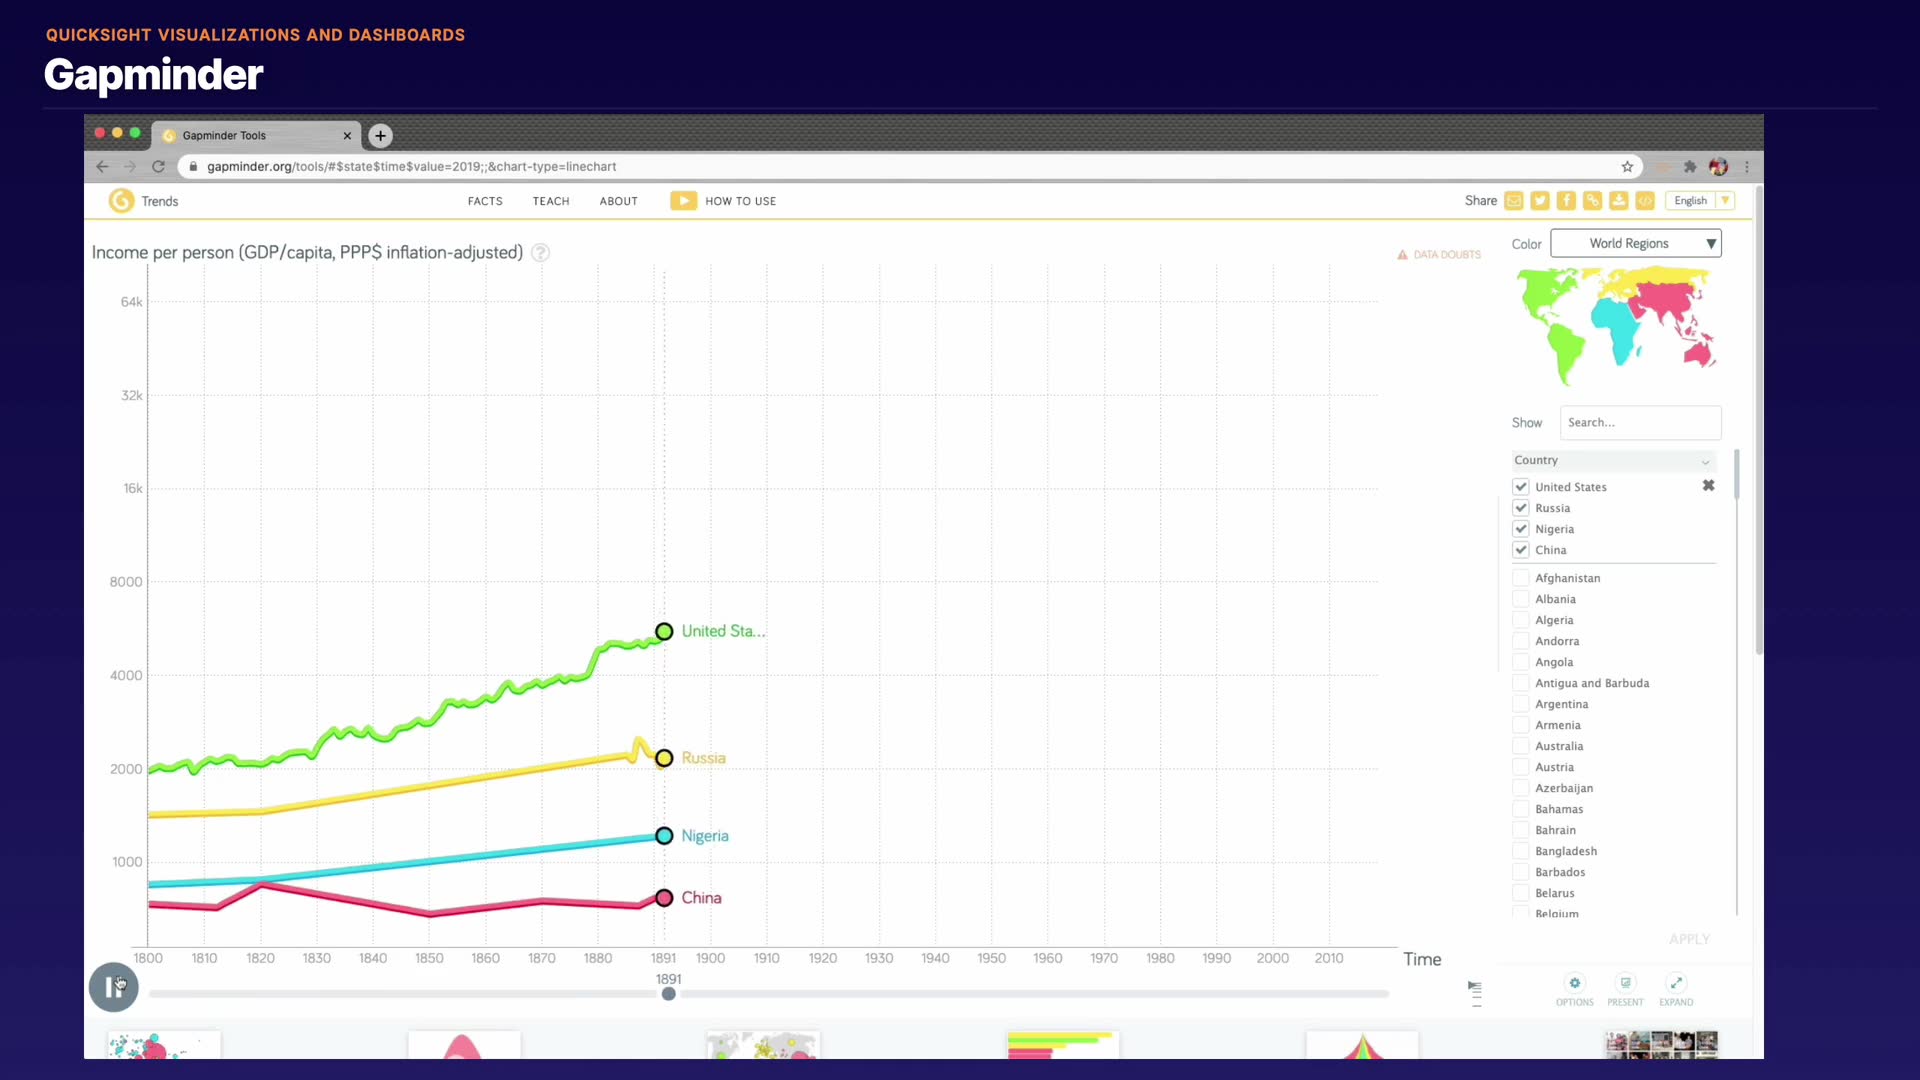 QUICKSIGHT VISUALIZATIONS AND DASHBOARDS
Gapminder
Gapminder Tools
gapminder.org/tools/#$state$time$value=2019;;&chart-type=linechart
Trends
FACTS
TEACH
ABOUT
HOW TO USE
Share
English
Income per person (GDP/capita, PPP$ inflation-adjusted)
?
DATA DOUBTS
Color
World Regions
64k
32k
16k
8000
4000
2000
1000
United Sta...
Russia
Nigeria
China
1800 1810 1820 1830 1840 1850 1860 1870 1880 1891 1900 1910 1920 1930 1940 1950 1960 1970 1980 1990 2000 2010
Time
1891
Show
Search...
Country
United States
Russia
Nigeria
China
Afghanistan
Albania
Algeria
Andorra
Angola
Antigua and Barbuda
Argentina
Armenia
Australia
Austria
Azerbaijan
Bahamas
Bahrain
Bangladesh
Barbados
Belarus
Belgium
APPLY
OPTIONS
PRESENT
EXPAND